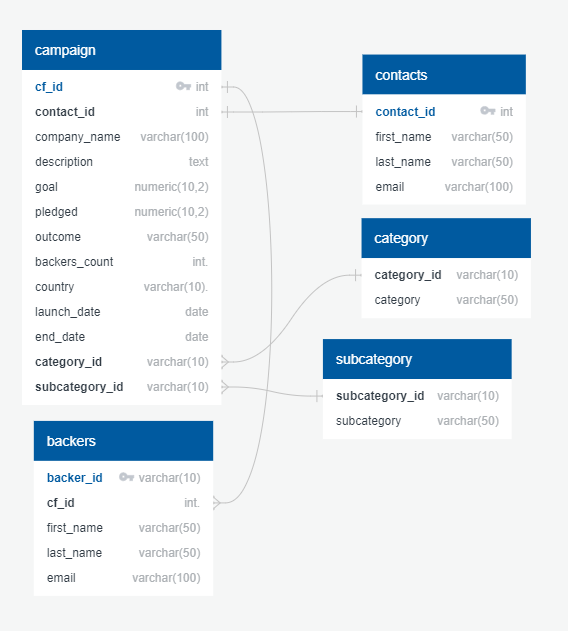 campaign
cf_id int
contact_id int
company_name varchar(100)
description text
goal numeric(10,2)
pledged numeric(10,2)
outcome varchar(50)
backers_count int.
country varchar(10).
launch_date date
end_date date
category_id varchar(10)
subcategory_id varchar(10)
contacts
contact_id int
first_name varchar(50)
last_name varchar(50)
email varchar(100)
category
category_id varchar(10)
category varchar(50)
subcategory
subcategory_id varchar(10)
subcategory varchar(50)
backers
backer_id varchar(10)
cf_id int.
first_name varchar(50)
last_name varchar(50)
email varchar(100)